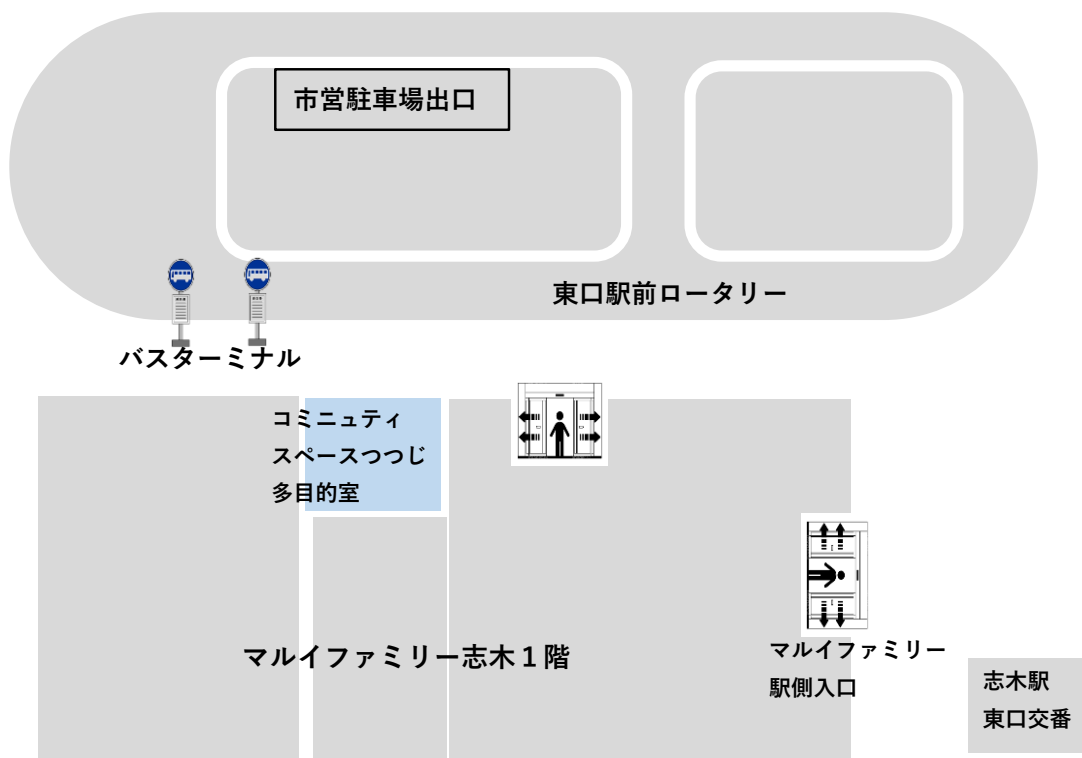 市営駐車場出口
東口駅前ロータリー
バスターミナル
コミニュティ
スペースつつじ
多目的室
マルイファミリー志木１階
マルイファミリー
駅側入口
志木駅
東口交番